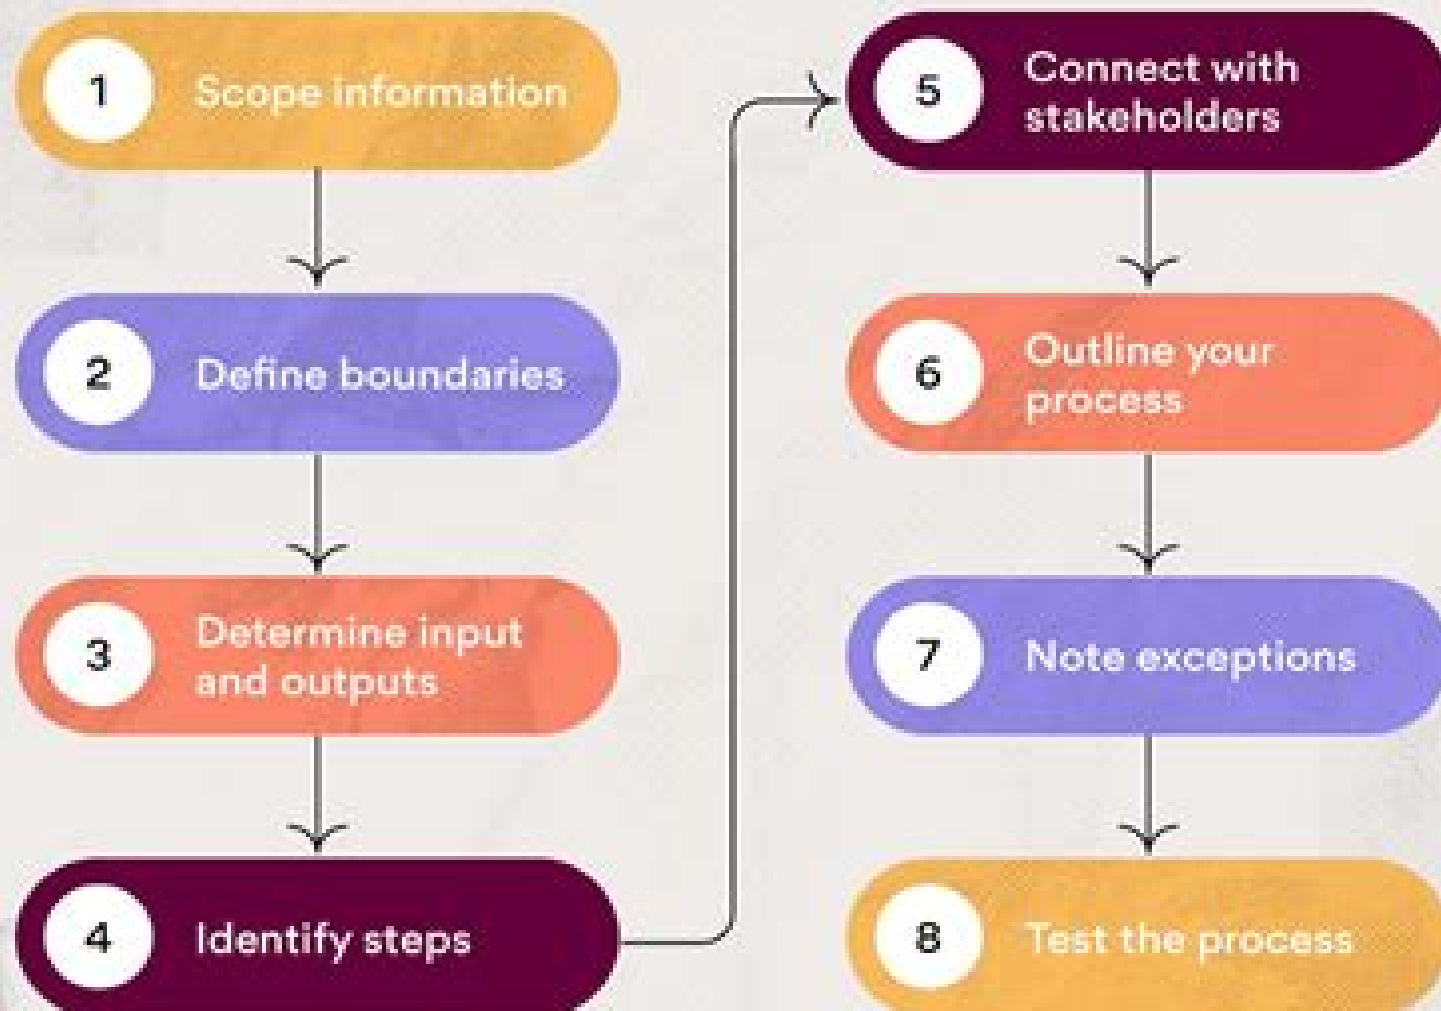 1
Scope information
2
Define boundaries
3
Determine input
and outputs
4
Identify steps
5
Connect with
stakeholders
6
Outline your
process
7
Note exceptions
8
Test the process